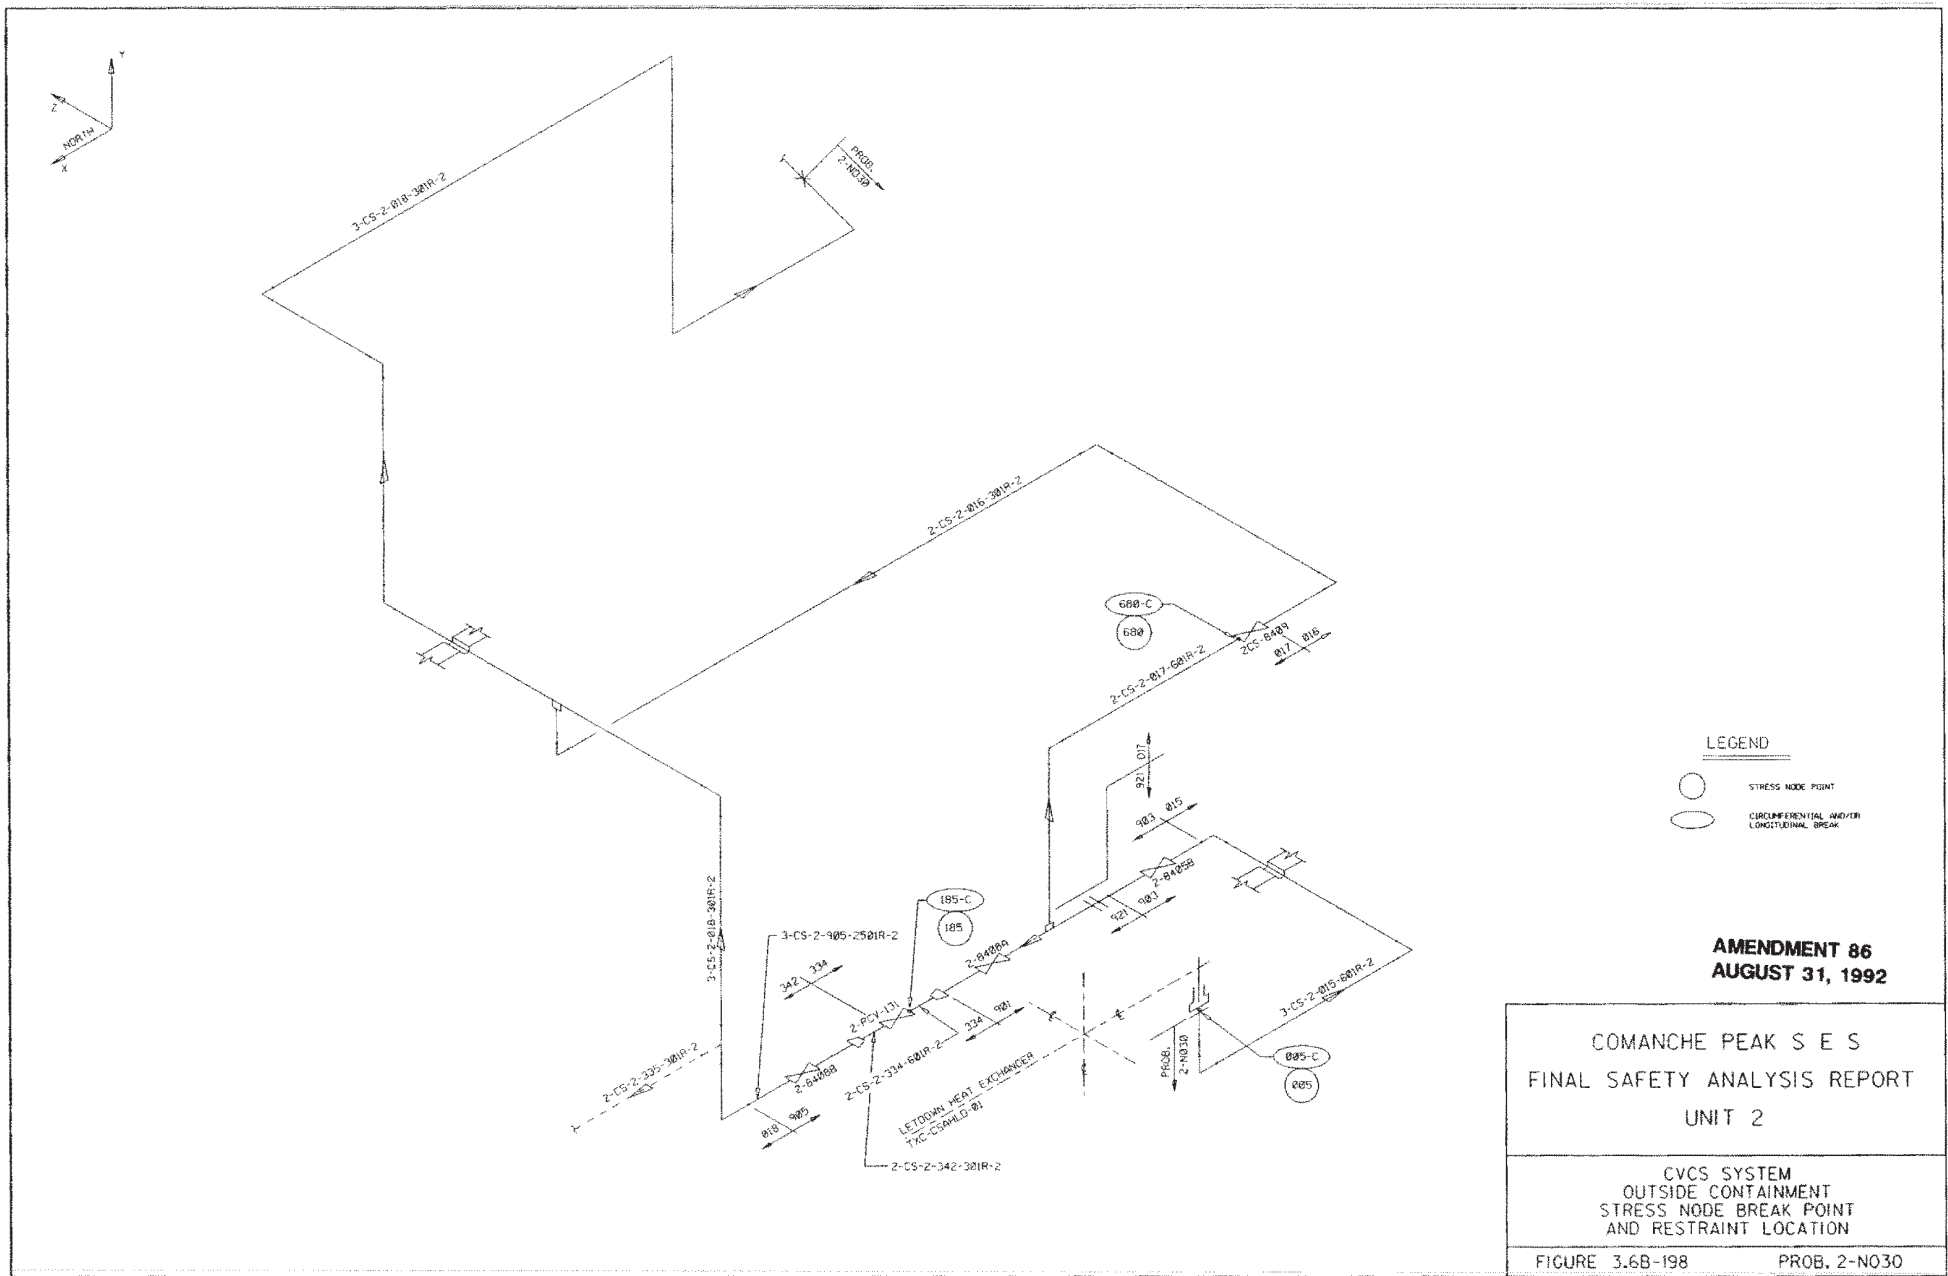 Y
Z
NORTH
X
3-CS-2-018-301R-2
PROB.
2-N030
2-CS-2-016-301R-2
680-C
680
2CS-8409
017 016
2-CS-2-017-601R-2
921 017
903 015
2-8405B
921 903
LEGEND
STRESS NODE POINT
CIRCUMFERENTIAL AND/OR
LONGITUDINAL BREAK
185-C
185
3-CS-2-905-2501R-2
3-CS-2-018-301R-2
342 334
2-8408A
2-PCV-131
334 901
2-CS-2-334-601R-2
2-8408B
018 905
2-CS-2-335-301R-2
2-CS-2-342-301R-2
LETDOWN HEAT EXCHANGER
TXC-CSAHLD-01
PROB.
2-N030
3-CS-2-015-601R-2
005-C
005
AMENDMENT 86
AUGUST 31, 1992
COMANCHE PEAK S E S
FINAL SAFETY ANALYSIS REPORT
UNIT 2
CVCS SYSTEM
OUTSIDE CONTAINMENT
STRESS NODE BREAK POINT
AND RESTRAINT LOCATION
FIGURE 3.6B-198 PROB. 2-N030